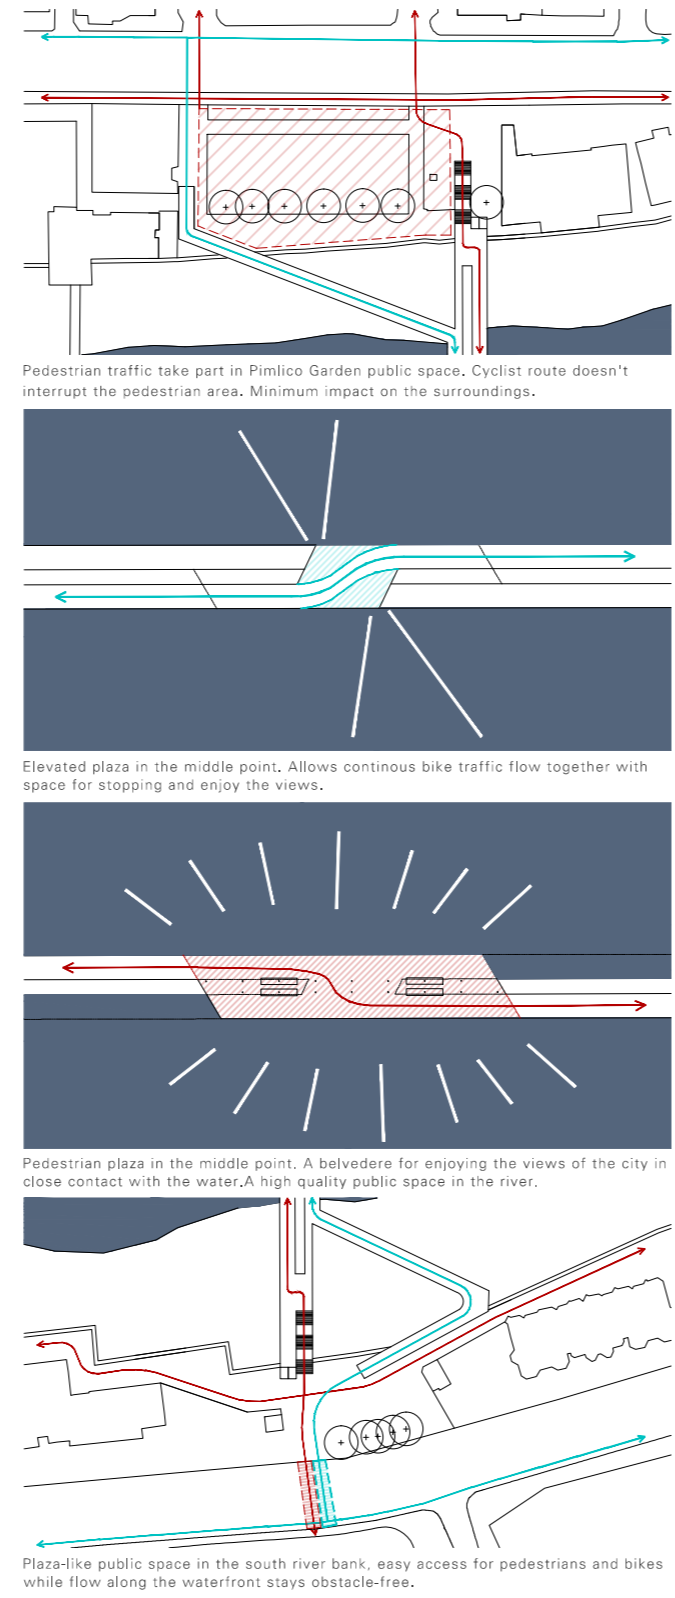 Pedestrian traffic take part in Pimlico Garden public space. Cyclist route doesn't
interrupt the pedestrian area. Minimum impact on the surroundings.
Elevated plaza in the middle point. Allows continous bike traffic flow together with
space for stopping and enjoy the views.
Pedestrian plaza in the middle point. A belvedere for enjoying the views of the city in
close contact with the water.A high quality public space in the river.
Plaza-like public space in the south river bank, easy access for pedestrians and bikes
while flow along the waterfront stays obstacle-free.